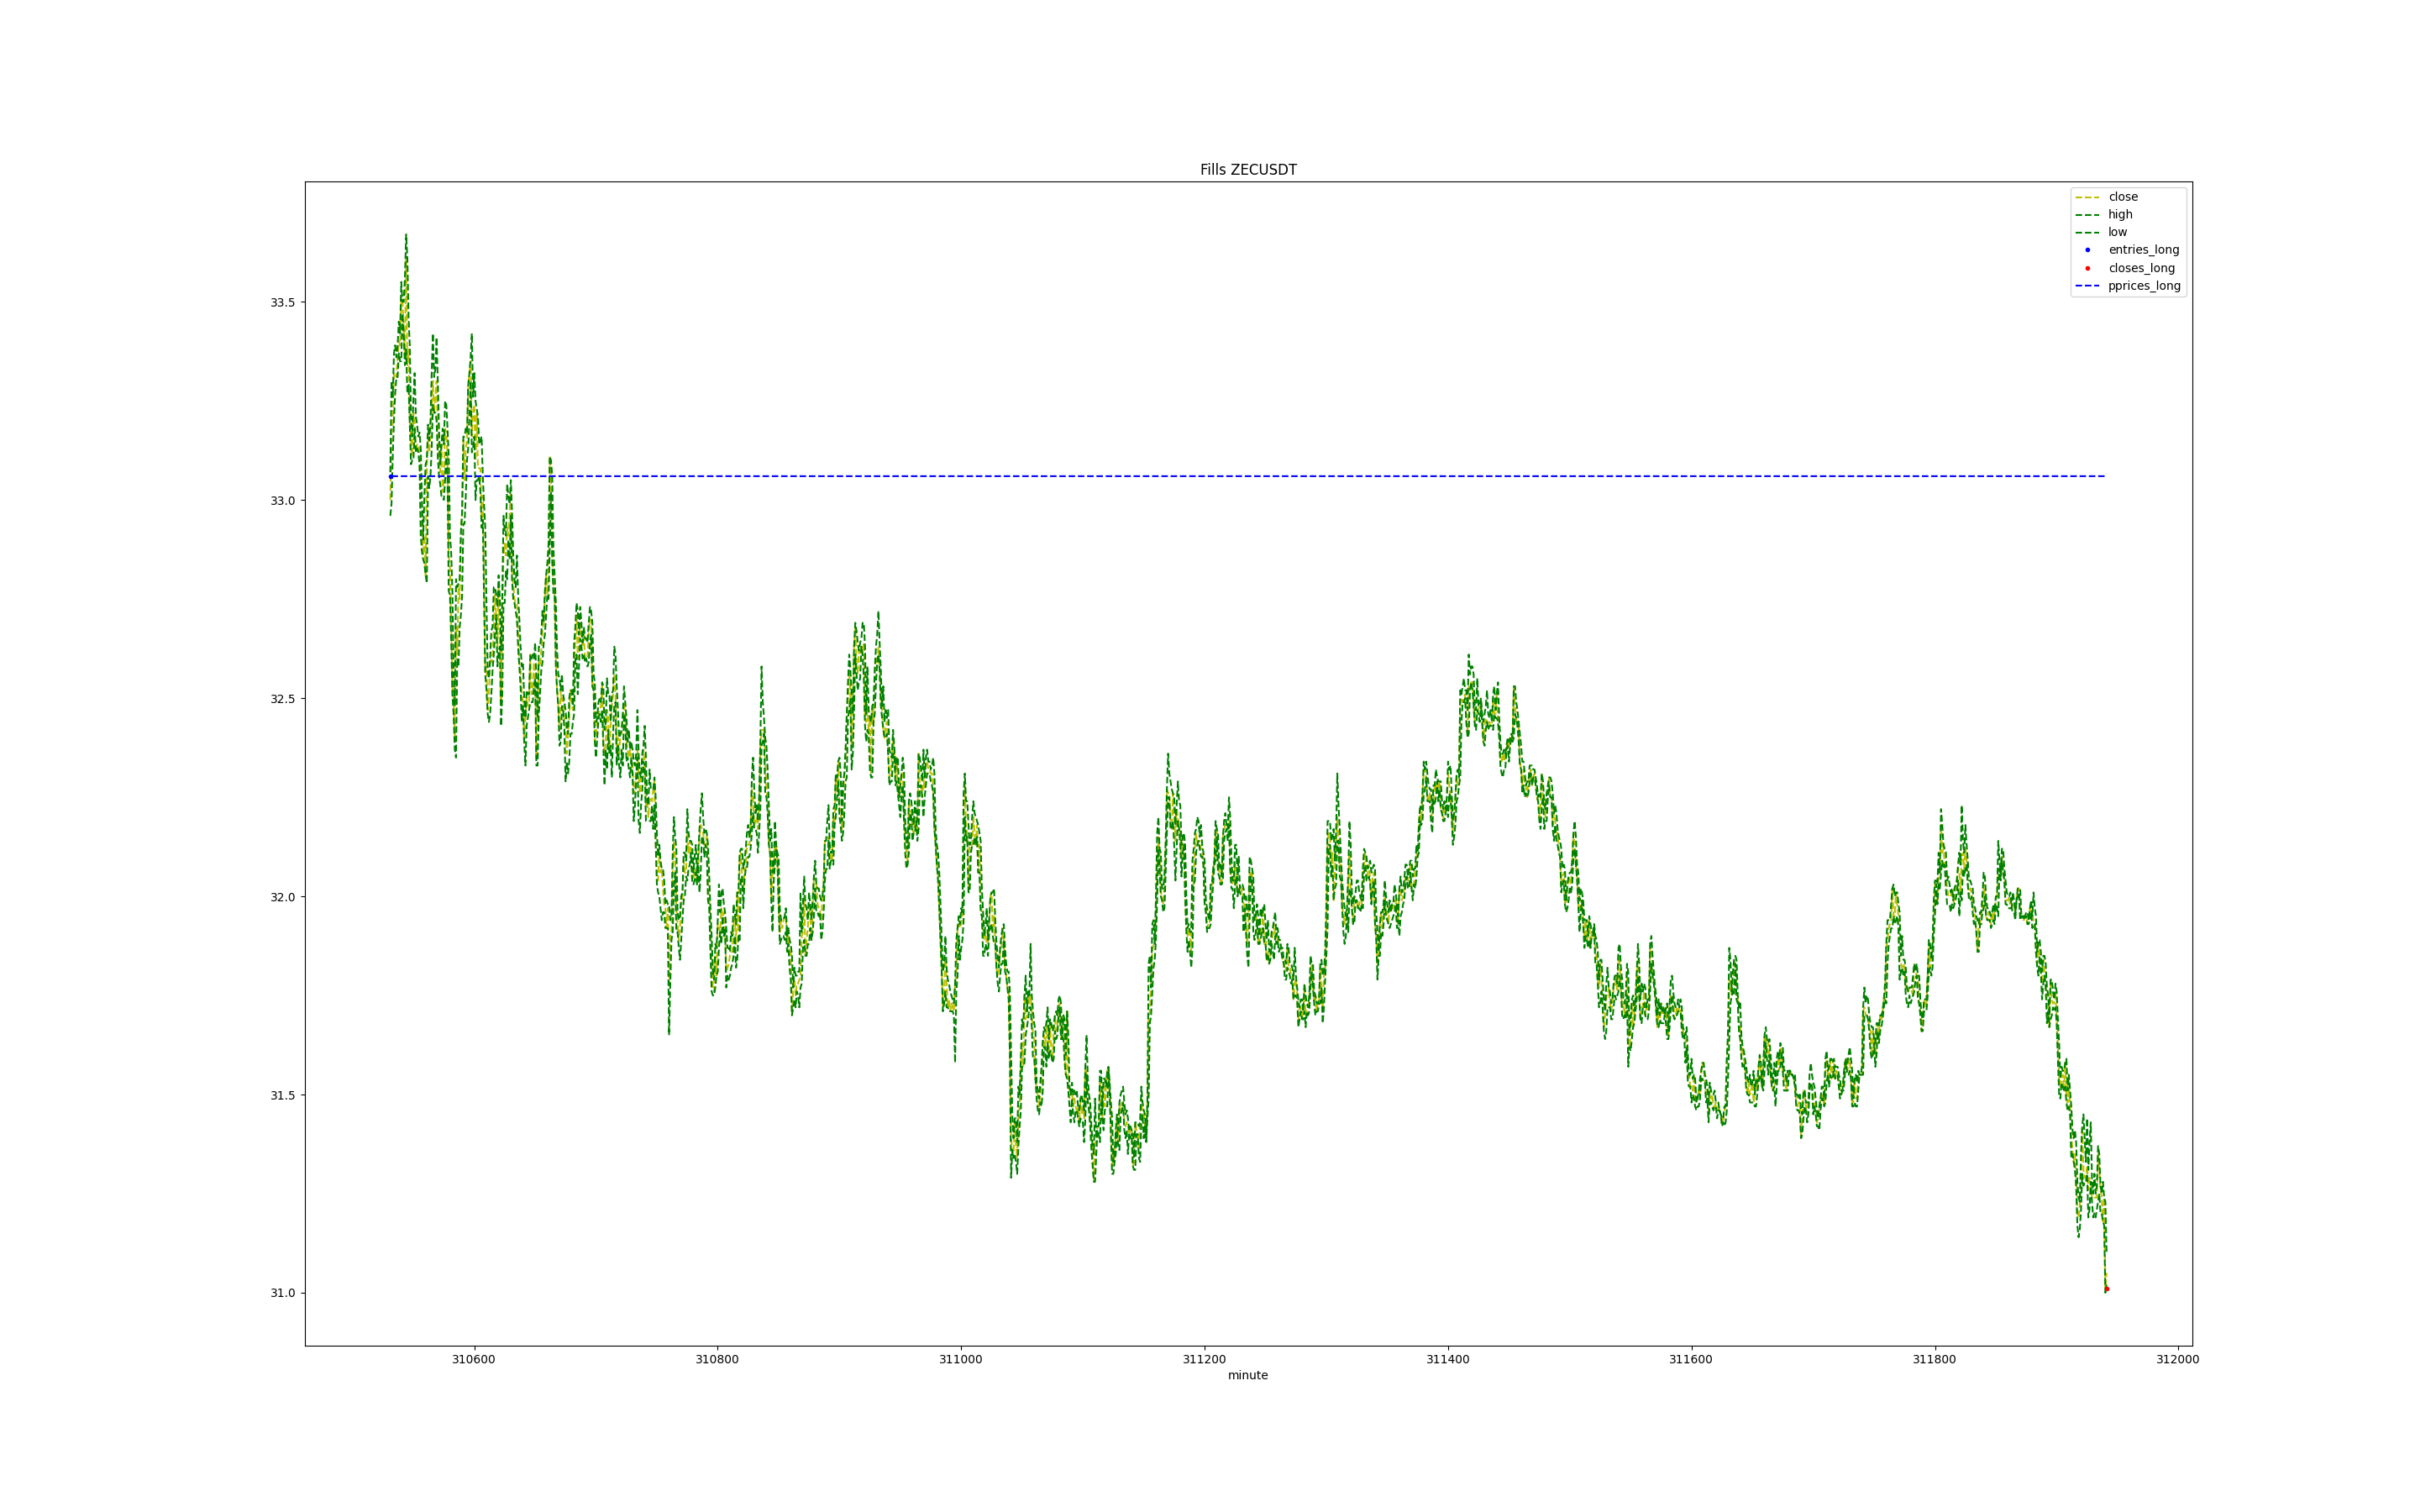 Fills ZECUSDT
close
high
low
entries_long
closes_long
pprices_long
33.5
33.0
32.5
32.0
31.5
31.0
310600 310800 311000 311200 311400 311600 311800 312000
minute